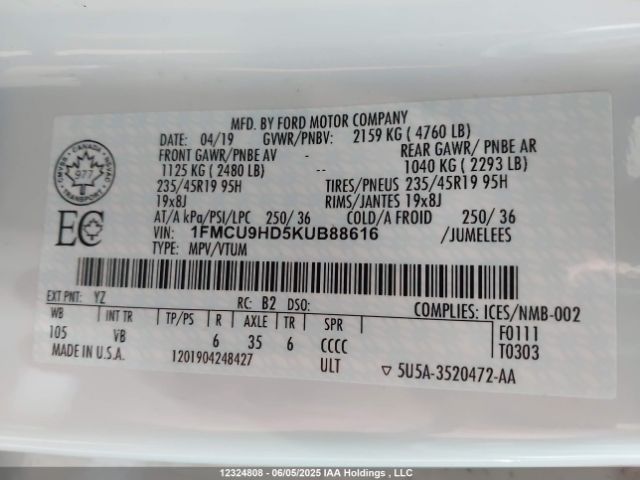 MFD. BY FORD MOTOR COMPANY
DATE: 04/19 GVWR/PNBV: 2159 KG ( 4760 LB)
FRONT GAWR/PNBE AV REAR GAWR/ PNBE AR
1125 KG ( 2480 LB) -- 1040 KG ( 2293 LB)
235/45R19 95H TIRES/PNEUS 235/45R19 95H
19x8J RIMS/JANTES 19x8J
AT/A kPa/PSI/LPC 250/ 36 COLD/A FROID 250/ 36
VIN: 1FMCU9HD5KUB88616 /JUMELEES
TYPE: MPV/VTUM
CMVSS · CANADA · NSVAC
977
TRANSPORT
EC
EXT PNT: YZ RC: B2 DSO: COMPLIES: ICES/NMB-002
WB INT TR TP/PS R AXLE TR SPR F0111
105 VB 6 35 6 CCCC T0303
MADE IN U.S.A. 1201904248427 ULT ▽ 5U5A-3520472-AA
12324808 - 06/05/2025 IAA Holdings , LLC